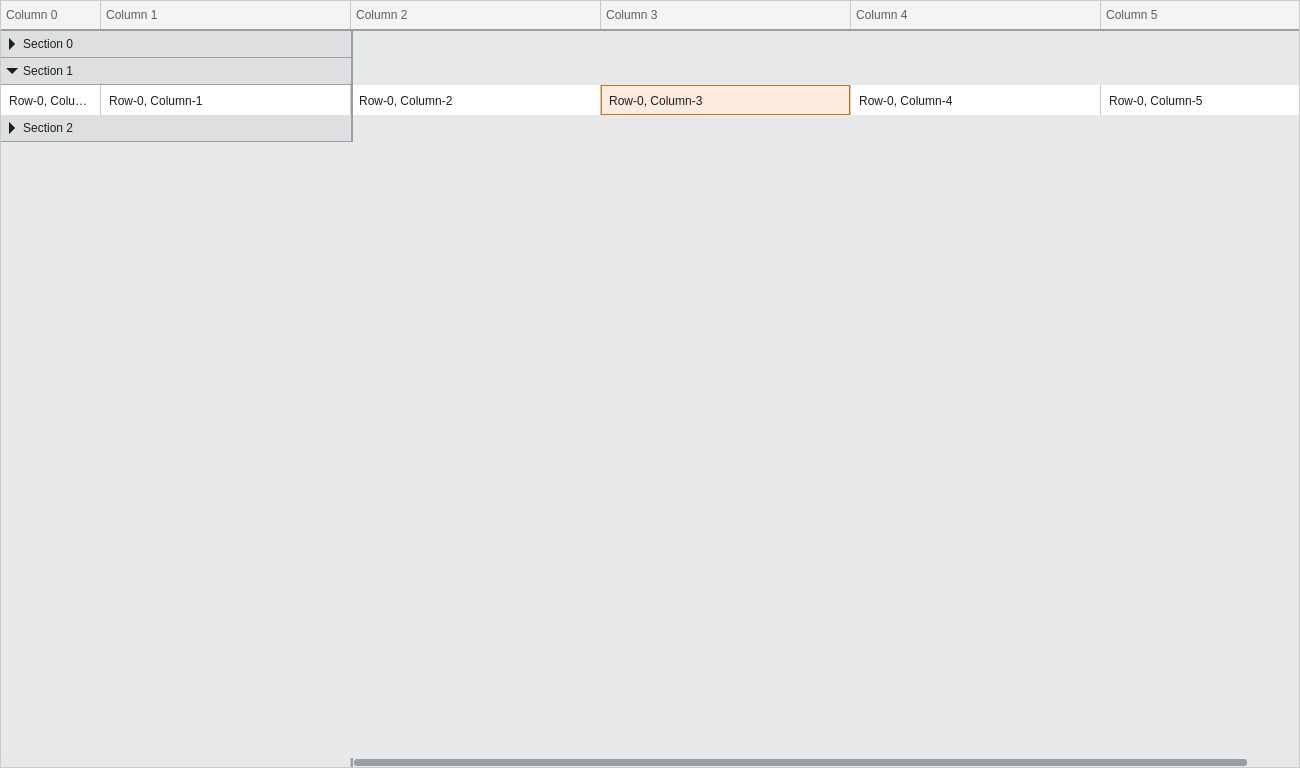 Column 0 Column 1 Column 2 Column 3 Column 4 Column 5
Section 0
Section 1
Row-0, Colu… Row-0, Column-1 Row-0, Column-2 Row-0, Column-3 Row-0, Column-4 Row-0, Column-5
Section 2